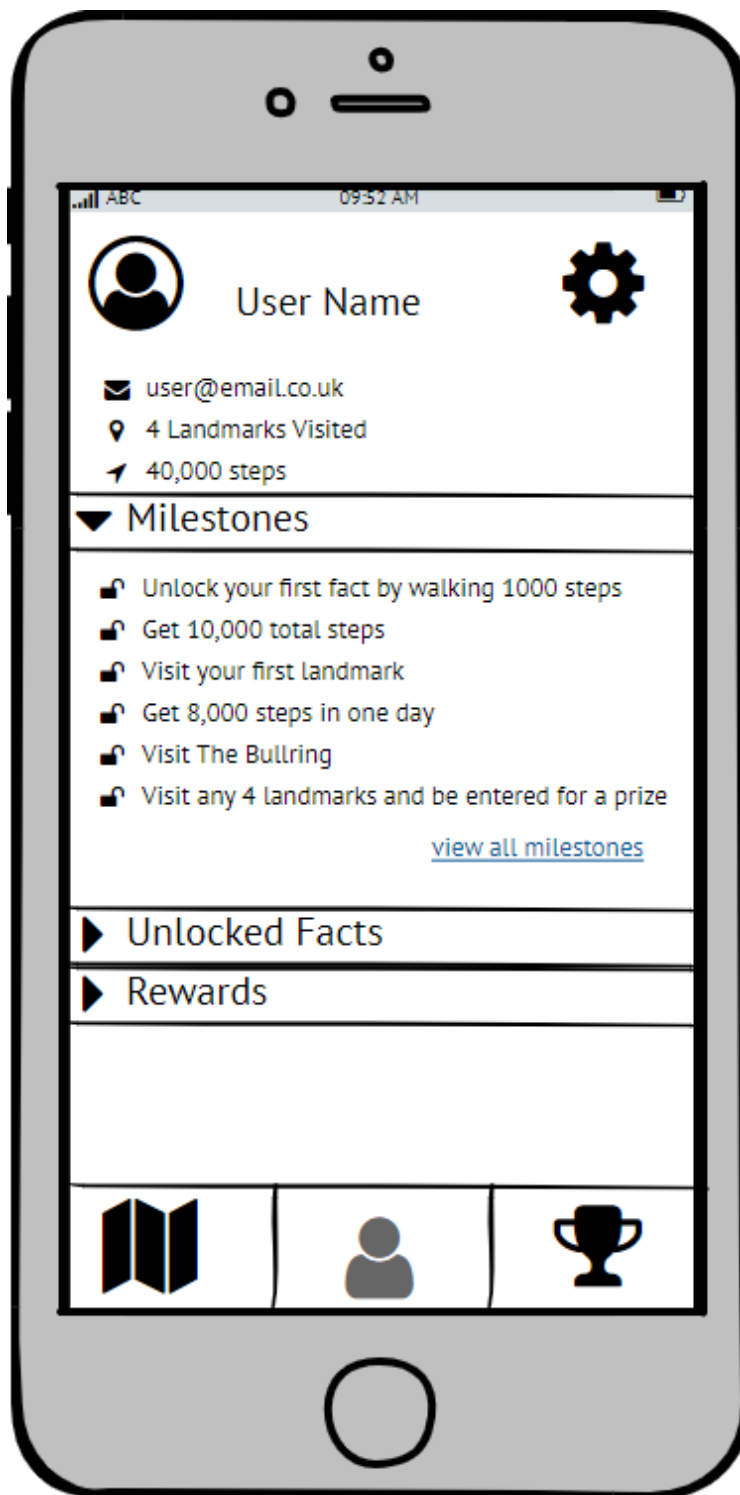 ABC 09:52 AM
User Name
user@email.co.uk
4 Landmarks Visited
40,000 steps
Milestones
Unlock your first fact by walking 1000 steps
Get 10,000 total steps
Visit your first landmark
Get 8,000 steps in one day
Visit The Bullring
Visit any 4 landmarks and be entered for a prize
view all milestones
Unlocked Facts
Rewards